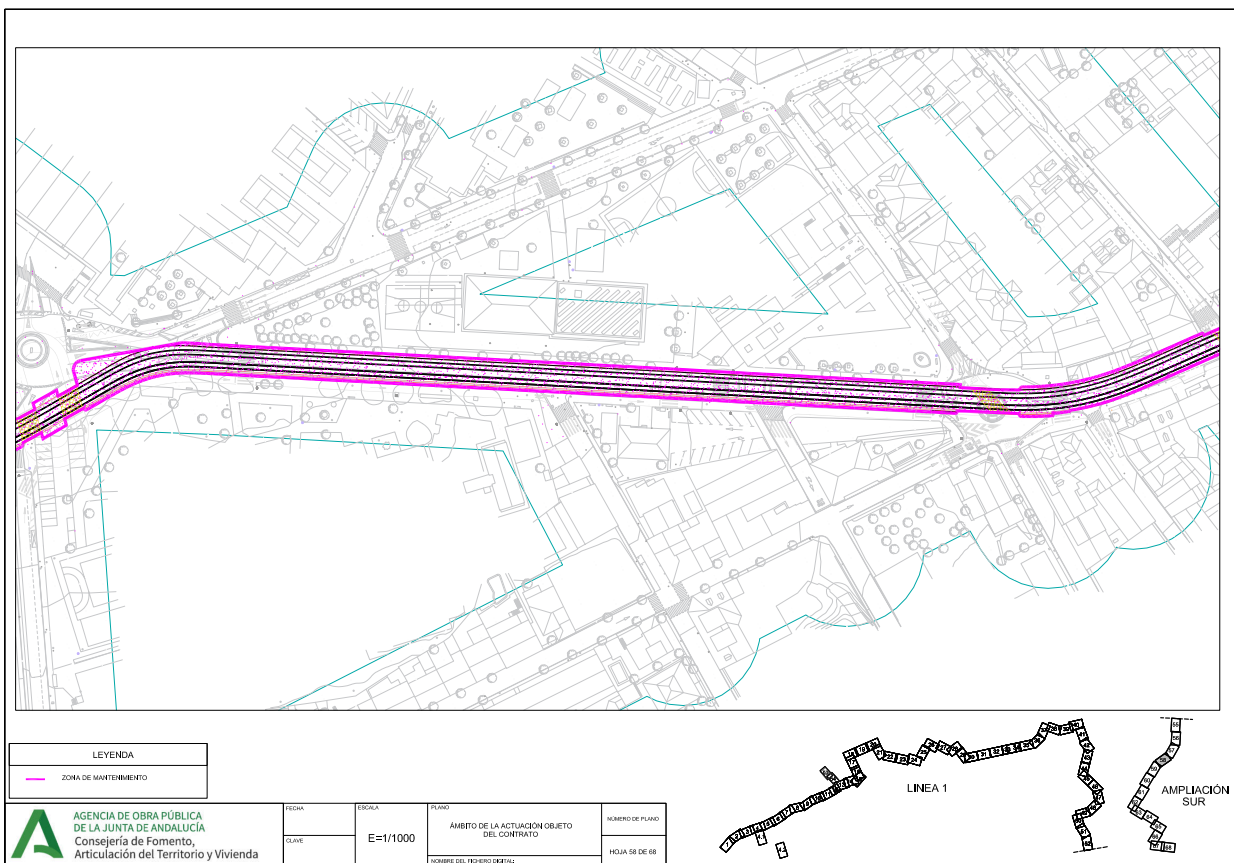 LEYENDA
ZONA DE MANTENIMIENTO
LINEA 1
AMPLIACIÓN
SUR
AGENCIA DE OBRA PÚBLICA
DE LA JUNTA DE ANDALUCÍA
Consejería de Fomento,
Articulación del Territorio y Vivienda
FECHA
CLAVE
ESCALA
E=1/1000
PLANO
ÁMBITO DE LA ACTUACIÓN OBJETO
DEL CONTRATO
NOMBRE DEL FICHERO DIGITAL:
NÚMERO DE PLANO
HOJA 58 DE 68